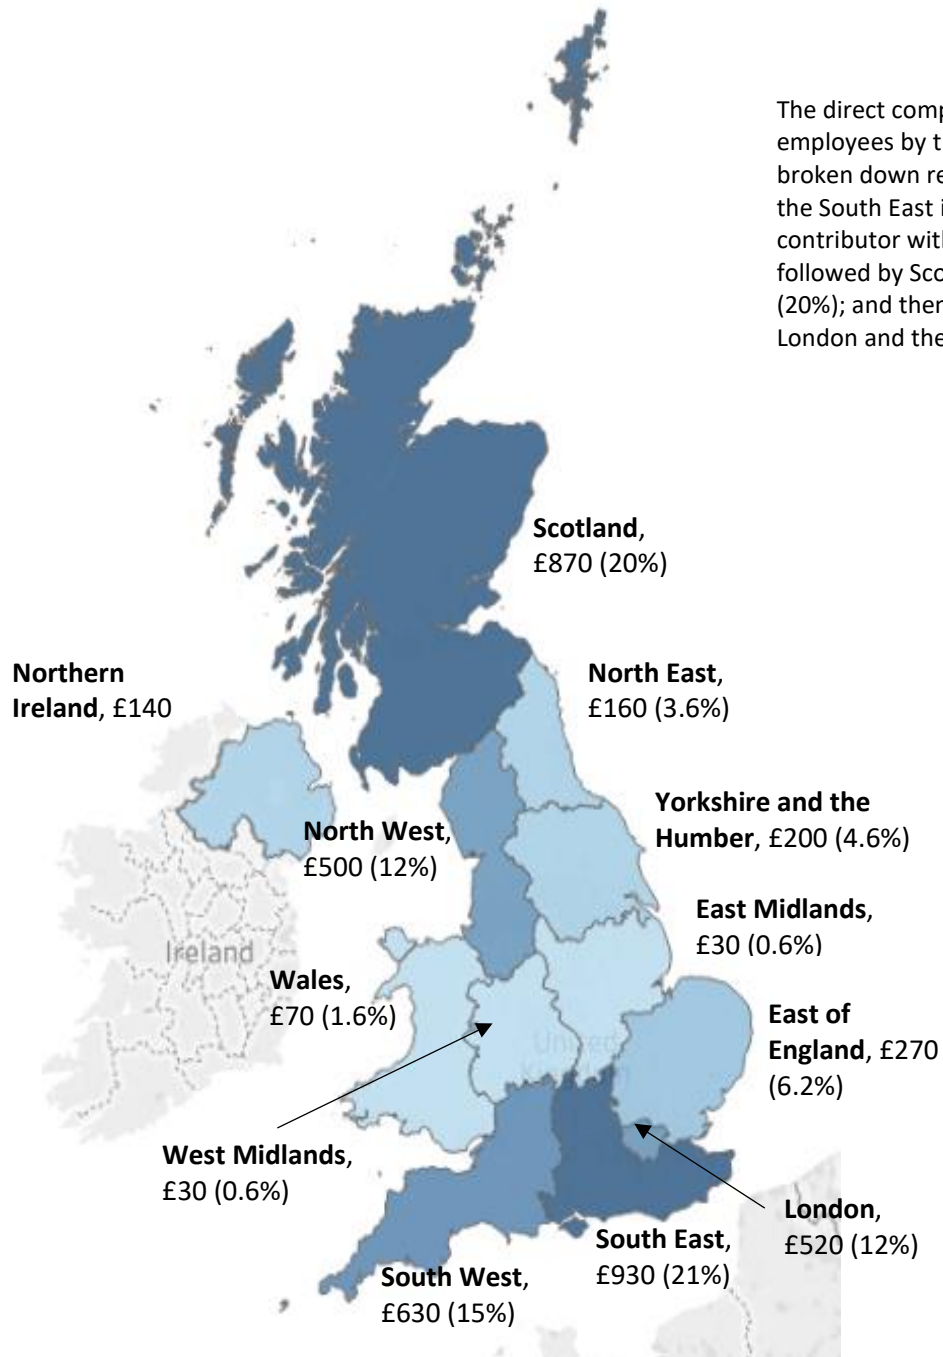 The direct comp
employees by t
broken down re
the South East i
contributor with
followed by Sco
(20%); and then
London and the
Scotland,
£870 (20%)
Northern
Ireland, £140
North East,
£160 (3.6%)
Yorkshire and the
Humber, £200 (4.6%)
North West,
£500 (12%)
East Midlands,
£30 (0.6%)
Ireland
Wales,
£70 (1.6%)
East of
England, £270
(6.2%)
United
Kingdom
West Midlands,
£30 (0.6%)
London,
£520 (12%)
South East,
£930 (21%)
South West,
£630 (15%)